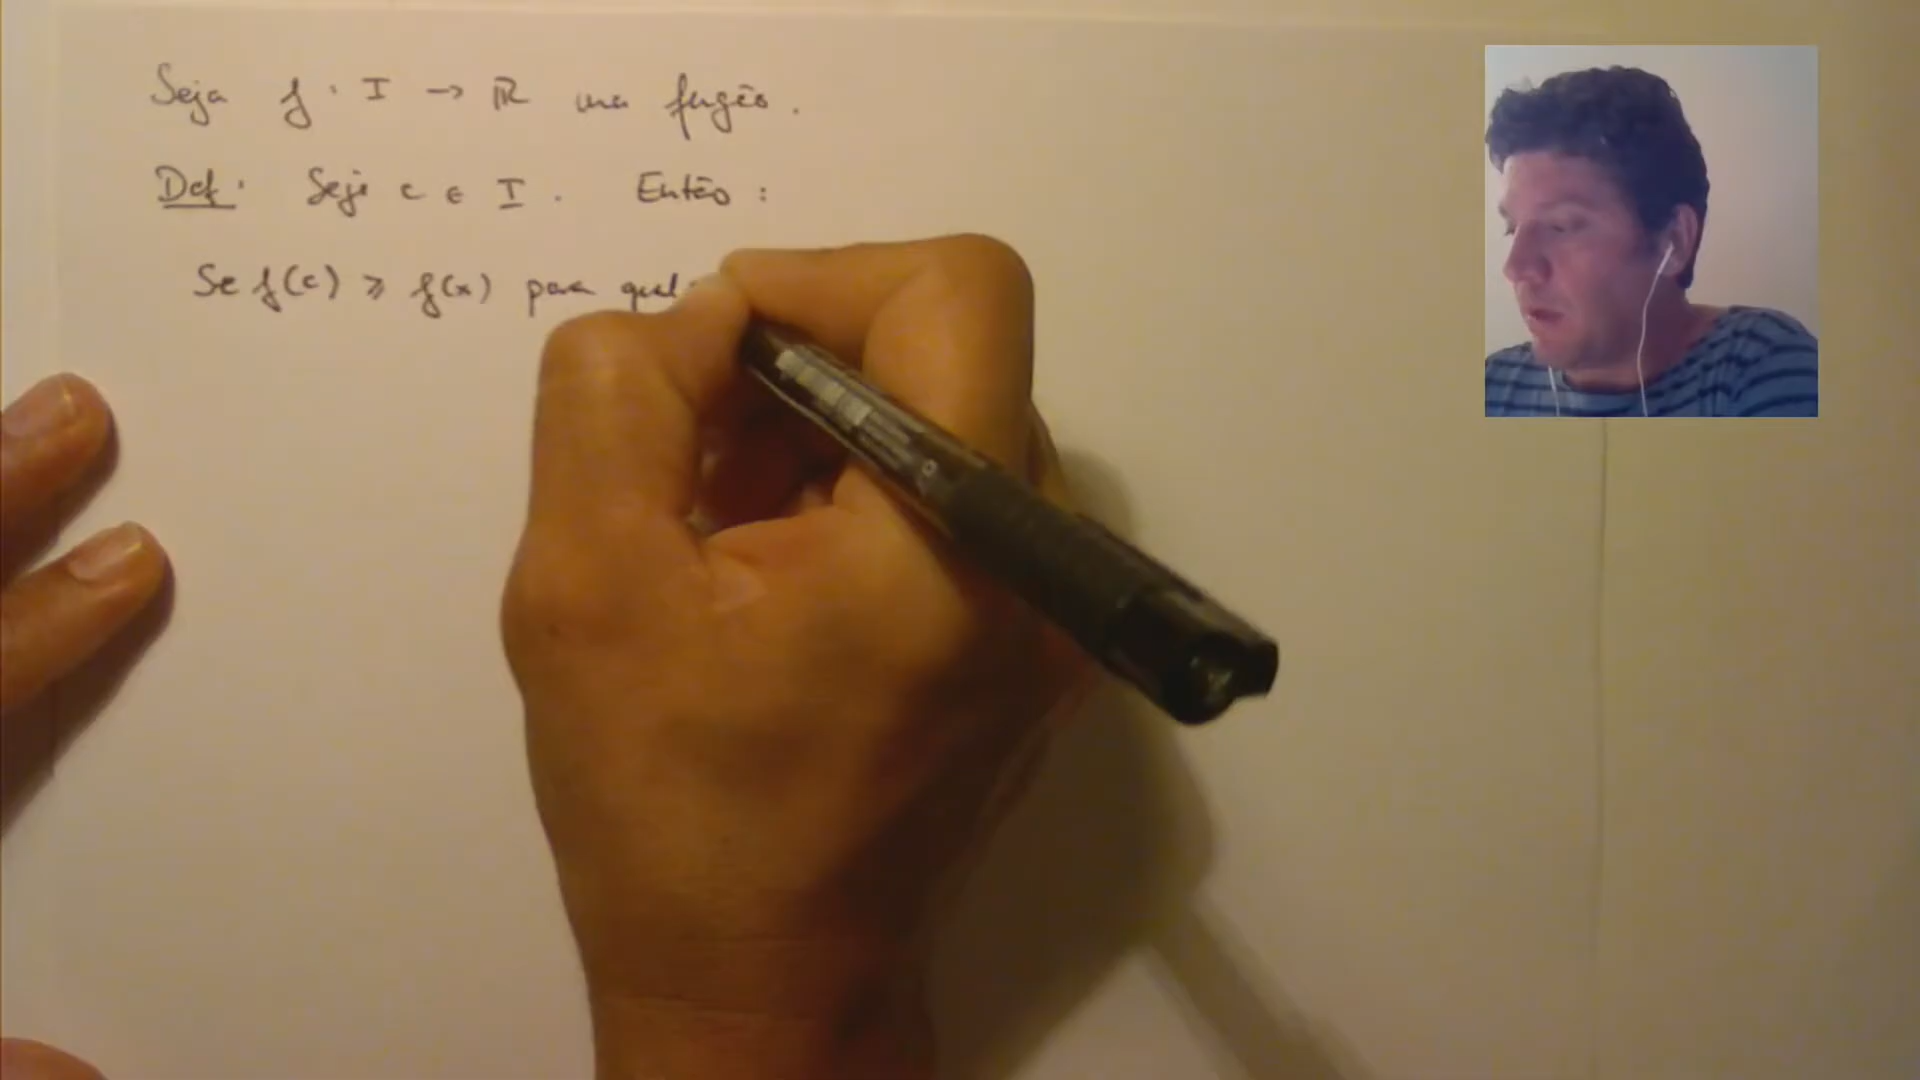 Seja f : I → ℝ uma função.
Def. Seja c ∈ I. Então:
Se f(c) ≥ f(x) para qual